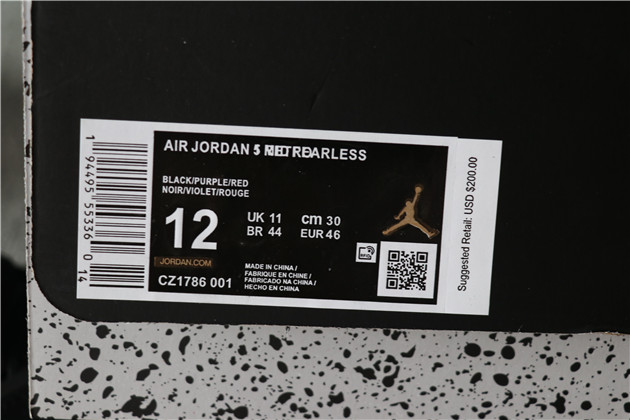 AIR JORDAN 5 RETRO
BLACK/PURPLE/RED
NOIR/VIOLET/ROUGE
12
UK 11 cm 30
BR 44 EUR 46
JORDAN.COM
CZ1786 001
MADE IN CHINA /
FABRIQUE EN CHINE /
FABRICADO NA CHINA /
HECHO EN CHINA
1 94495 55336 0 14
Suggested Retail: USD $200.00